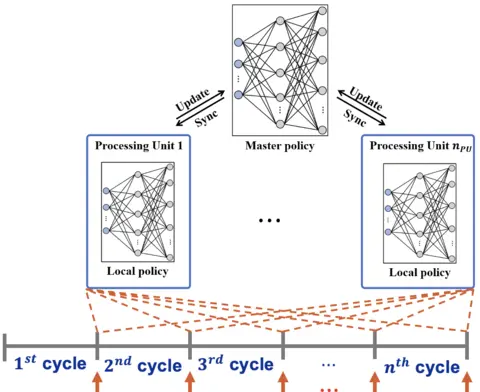 Update
Sync
Master policy
Update
Sync
Processing Unit 1
Local policy
...
Processing Unit n_{PU}
Local policy
1^{st} cycle
2^{nd} cycle
3^{rd} cycle
...
n^{th} cycle
...